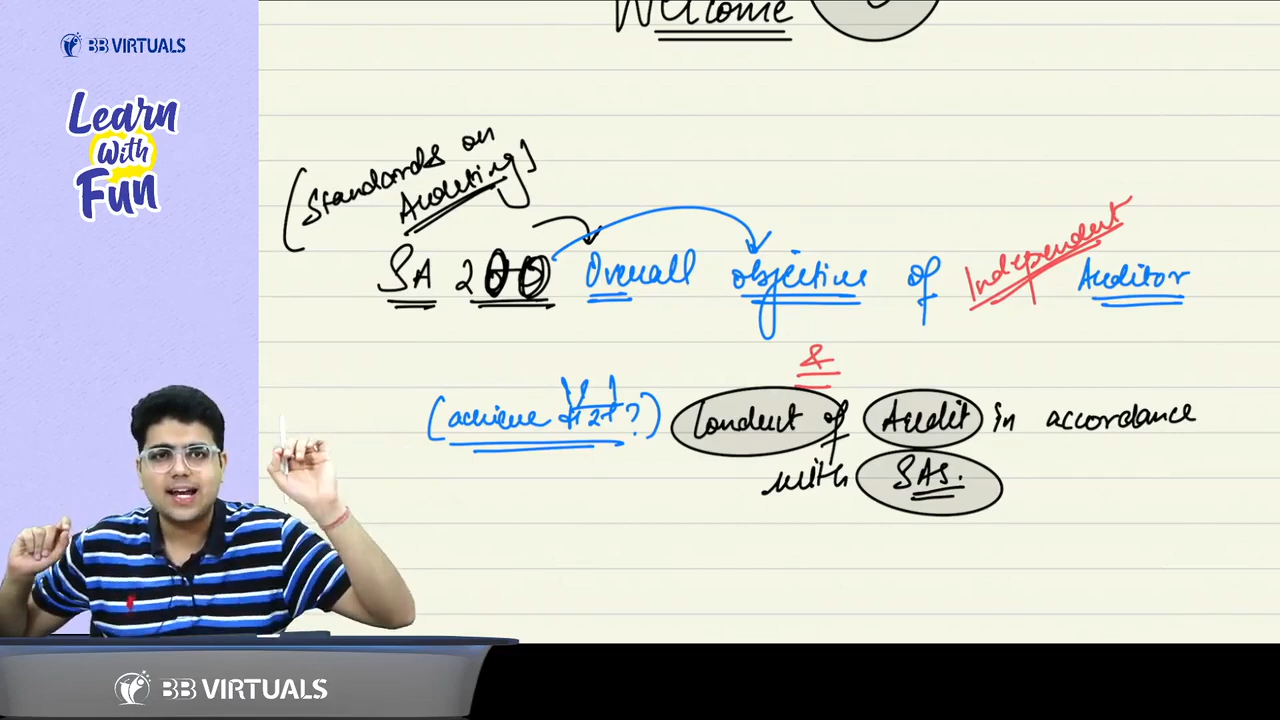 Welcome
BB VIRTUALS
Learn
With
Fun
(Standards on
Auditing)
SA 200 Overall objective of Independent Auditor
&
(achieve ?) Conduct of Audit in accordance
with SAs.
BB VIRTUALS